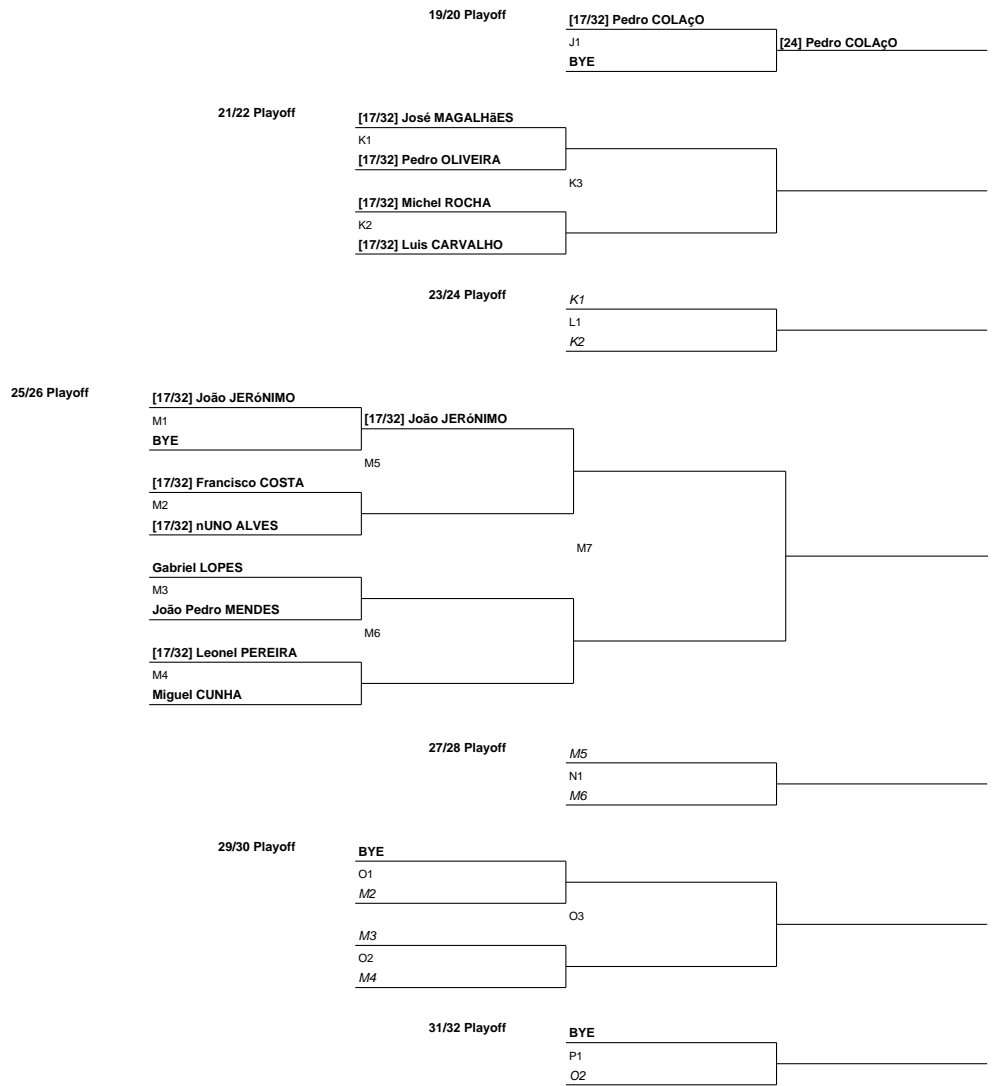 19/20 Playoff
[17/32] Pedro COLAçO
J1
[24] Pedro COLAçO
BYE
21/22 Playoff
[17/32] José MAGALHãES
K1
[17/32] Pedro OLIVEIRA
K3
[17/32] Michel ROCHA
K2
[17/32] Luis CARVALHO
23/24 Playoff
K1
L1
K2
25/26 Playoff
[17/32] João JERóNIMO
M1
[17/32] João JERóNIMO
BYE
M5
[17/32] Francisco COSTA
M2
[17/32] nUNO ALVES
M7
Gabriel LOPES
M3
João Pedro MENDES
M6
[17/32] Leonel PEREIRA
M4
Miguel CUNHA
27/28 Playoff
M5
N1
M6
29/30 Playoff
BYE
O1
M2
O3
M3
O2
M4
31/32 Playoff
BYE
P1
O2